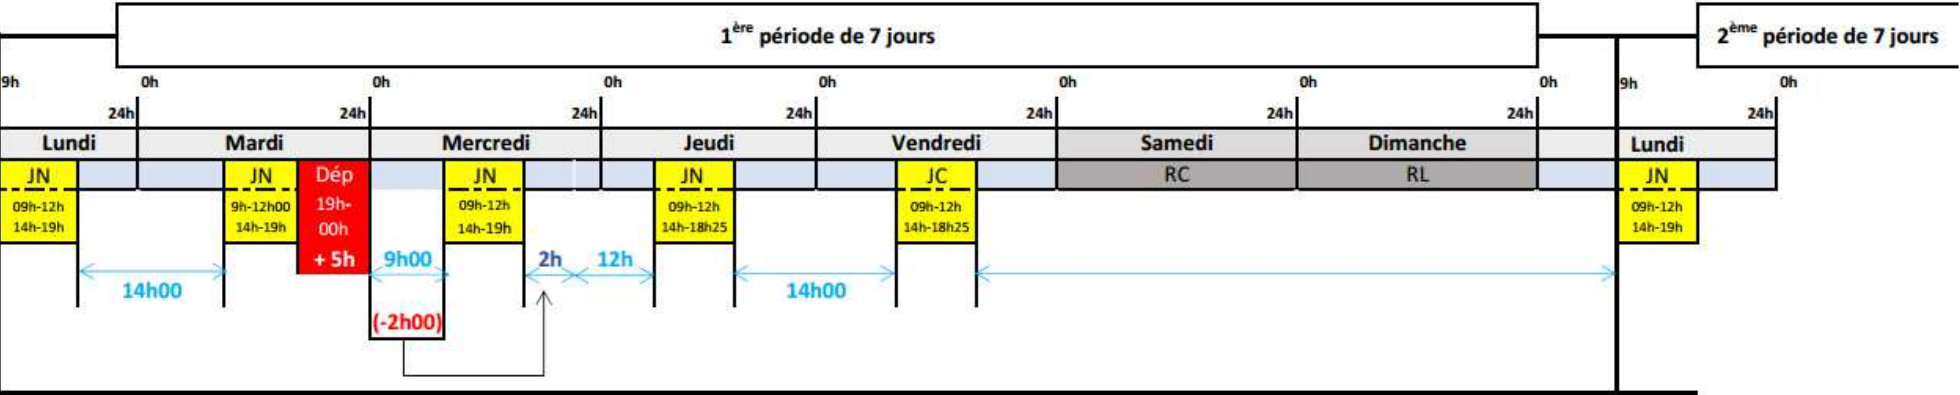 1ère période de 7 jours
2ème période de 7 jours
9h 0h 0h 0h 0h 0h 0h 0h 9h 0h
24h 24h 24h 24h 24h 24h 24h 24h
Lundi Mardi Mercredi Jeudi Vendredi Samedi Dimanche Lundi
JN JN Dép JN JN JC RC RL JN
09h-12h 9h-12h00 19h- 09h-12h 09h-12h 09h-12h 09h-12h
14h-19h 14h-19h 00h 14h-19h 14h-18h25 14h-18h25 14h-19h
+ 5h 9h00 2h 12h
14h00 14h00
(-2h00)